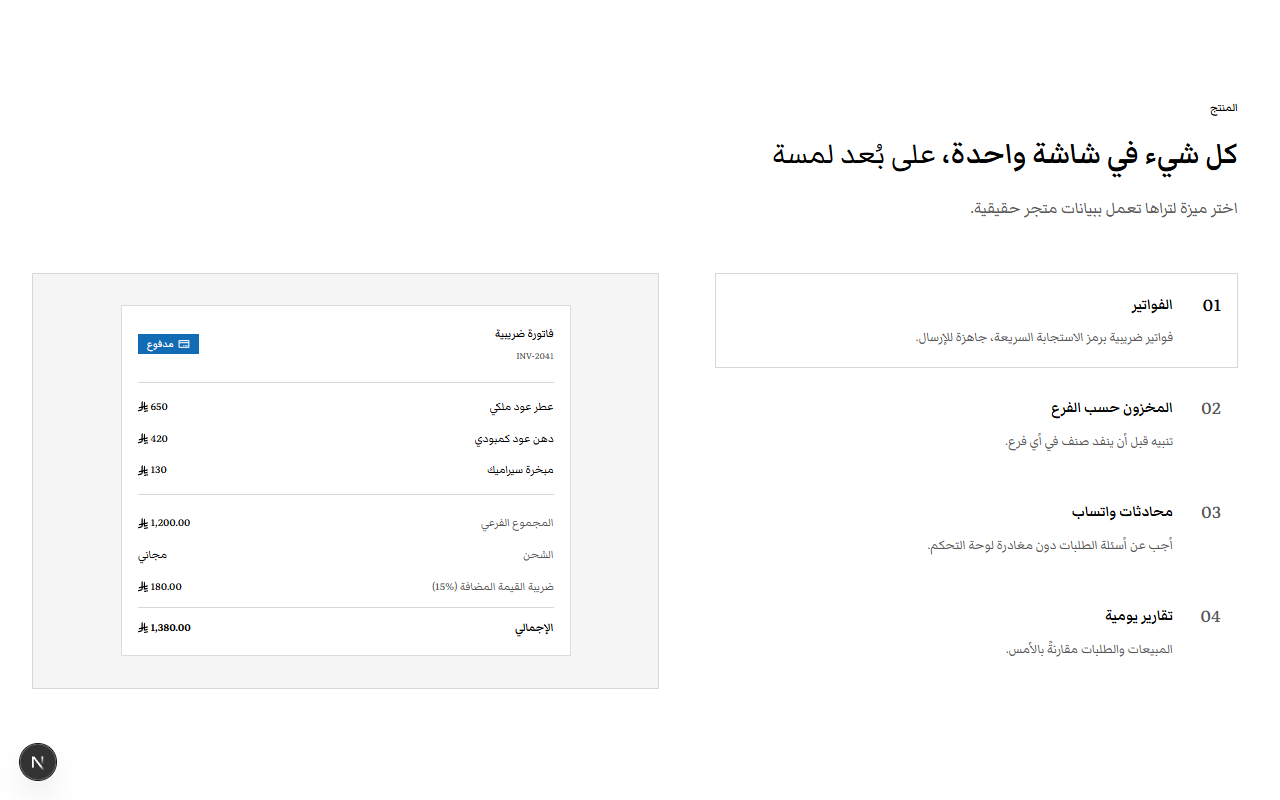 المنتج
كل شيء في شاشة واحدة، على بُعد لمسة
اختر ميزة لتراها تعمل ببيانات متجر حقيقية.
01 الفواتير
فواتير ضريبية برمز الاستجابة السريعة، جاهزة للإرسال.
02 المخزون حسب الفرع
تنبيه قبل أن ينفد صنف في أي فرع.
03 محادثات واتساب
أجب عن أسئلة الطلبات دون مغادرة لوحة التحكم.
04 تقارير يومية
المبيعات والطلبات مقارنةً بالأمس.
فاتورة ضريبية
INV-2041
مدفوع
عطر عود ملكي 650 ⃁
دهن عود كمبودي 420 ⃁
مبخرة سيراميك 130 ⃁
المجموع الفرعي 1,200.00 ⃁
الشحن مجاني
ضريبة القيمة المضافة (15%) 180.00 ⃁
الإجمالي 1,380.00 ⃁
N